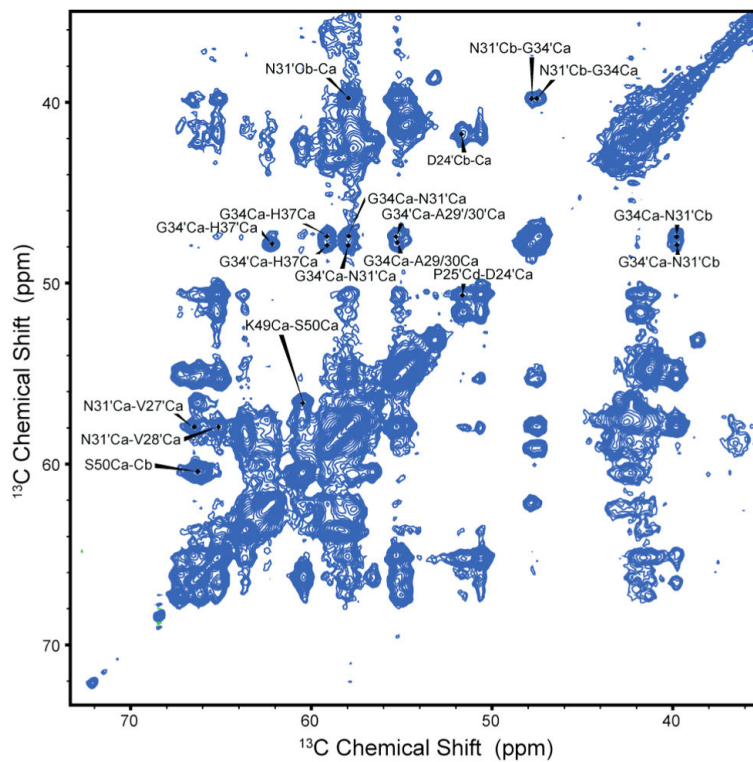 N31'Cb-G34'Ca
N31'Ob-Ca
N31'Cb-G34Ca
40
D24'Cb-Ca
G34Ca-N31'Ca
G34Ca-H37Ca
G34'Ca-A29'/30'Ca
G34Ca-N31'Cb
G34'Ca-H37'Ca
G34'Ca-H37Ca
G34Ca-A29/30Ca
G34'Ca-N31'Cb
G34'Ca-N31'Ca
P25'Cd-D24'Ca
50
K49Ca-S50Ca
N31'Ca-V27'Ca
N31'Ca-V28'Ca
60
S50Ca-Cb
70
13C Chemical Shift (ppm)
70 60 50 40
13C Chemical Shift (ppm)